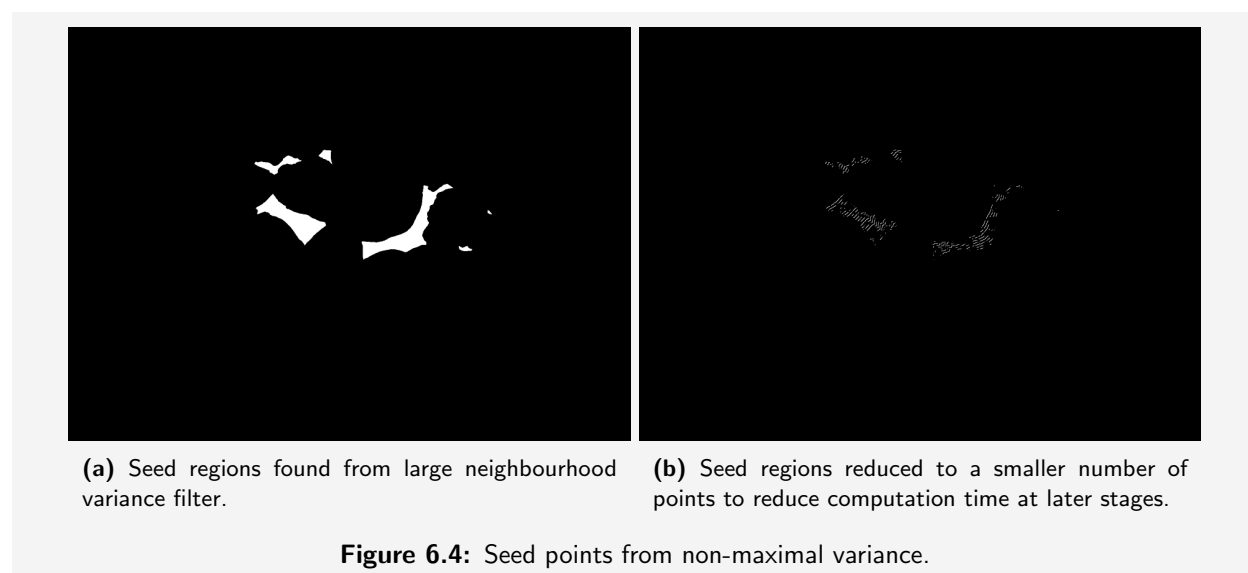 (a) Seed regions found from large neighbourhood
variance filter.
(b) Seed regions reduced to a smaller number of
points to reduce computation time at later stages.
Figure 6.4: Seed points from non-maximal variance.